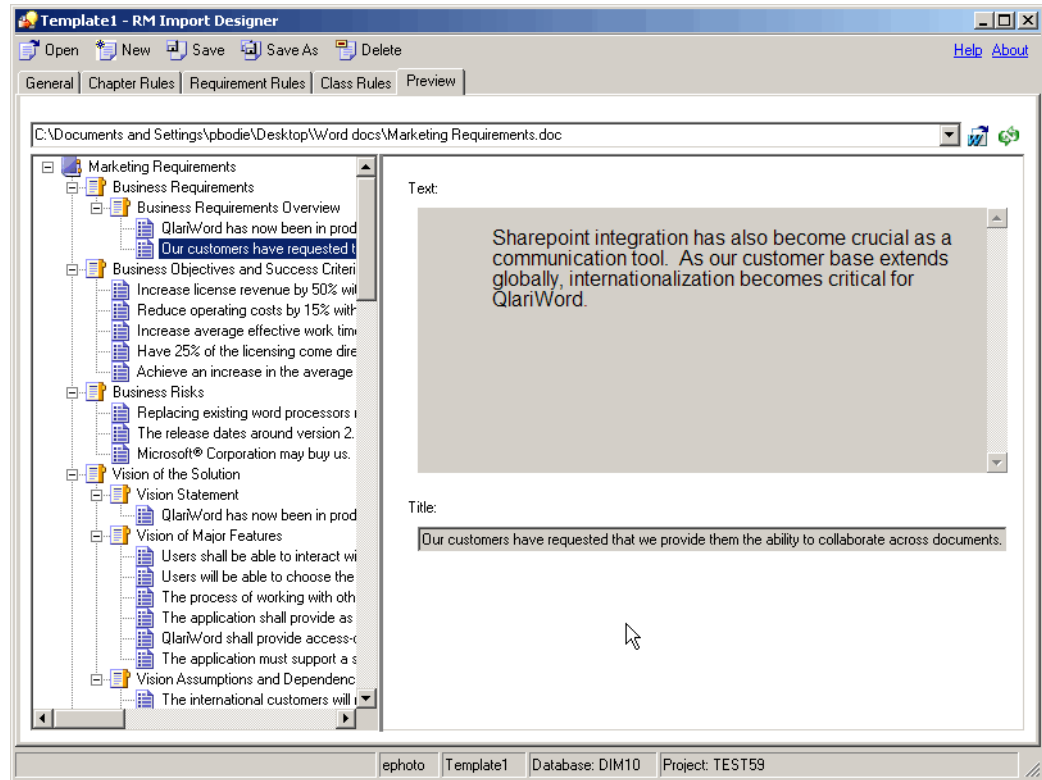 Template1 - RM Import Designer
Open New Save Save As Delete Help About
General Chapter Rules Requirement Rules Class Rules Preview
C:\Documents and Settings\pbodie\Desktop\Word docs\Marketing Requirements.doc
Marketing Requirements
Business Requirements
Business Requirements Overview
QlariWord has now been in prod
Our customers have requested t
Business Objectives and Success Criteri
Increase license revenue by 50% wi
Reduce operating costs by 15% with
Increase average effective work tim
Have 25% of the licensing come dire
Achieve an increase in the average
Business Risks
Replacing existing word processors
The release dates around version 2.
Microsoft® Corporation may buy us.
Vision of the Solution
Vision Statement
QlariWord has now been in prod
Vision of Major Features
Users shall be able to interact wi
Users will be able to choose the
The process of working with oth
The application shall provide as
QlariWord shall provide access-
The application must support a s
Vision Assumptions and Dependenc
The international customers will
Text:
Sharepoint integration has also become crucial as a
communication tool. As our customer base extends
globally, internationalization becomes critical for
QlariWord.
Title:
Our customers have requested that we provide them the ability to collaborate across documents.
ephoto Template1 Database: DIM10 Project: TEST59